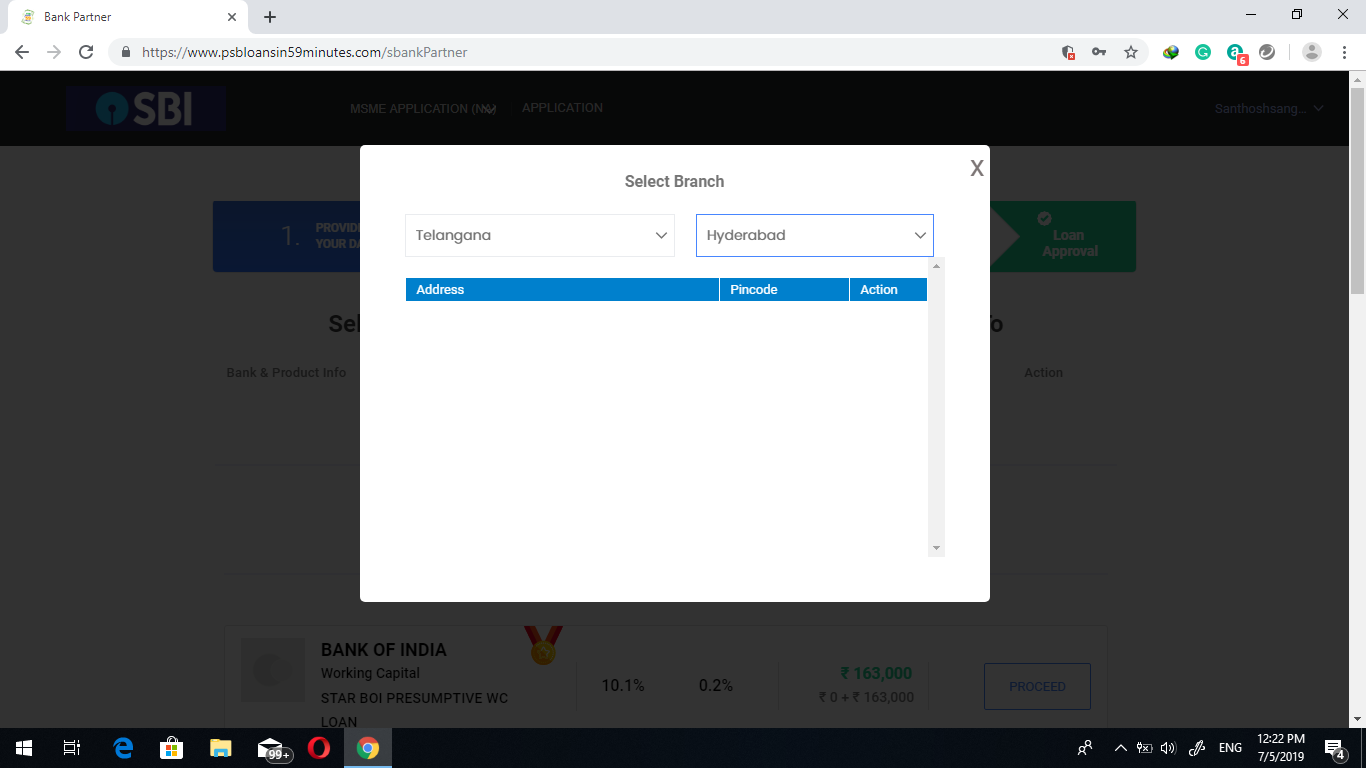 Bank Partner
https://www.psbloansin59minutes.com/sbankPartner
6
SBI
MSME APPLICATION (N
APPLICATION
Santhoshsang...
X
Select Branch
1.
PROVID
YOUR DA
Telangana
Hyderabad
Loan
Approval
Address Pincode Action
Sel
o
Bank & Product Info
Action
BANK OF INDIA
Working Capital
STAR BOI PRESUMPTIVE WC
LOAN
10.1%
0.2%
₹ 163,000
₹ 0 + ₹ 163,000
PROCEED
99+
ENG
12:22 PM
7/5/2019
4